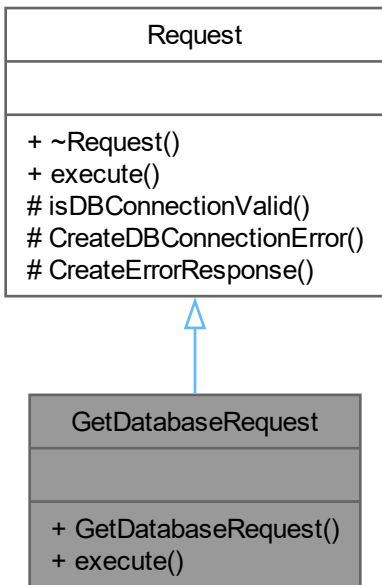 Request
+ ~Request()
+ execute()
# isDBConnectionValid()
# CreateDBConnectionError()
# CreateErrorResponse()
GetDatabaseRequest
+ GetDatabaseRequest()
+ execute()